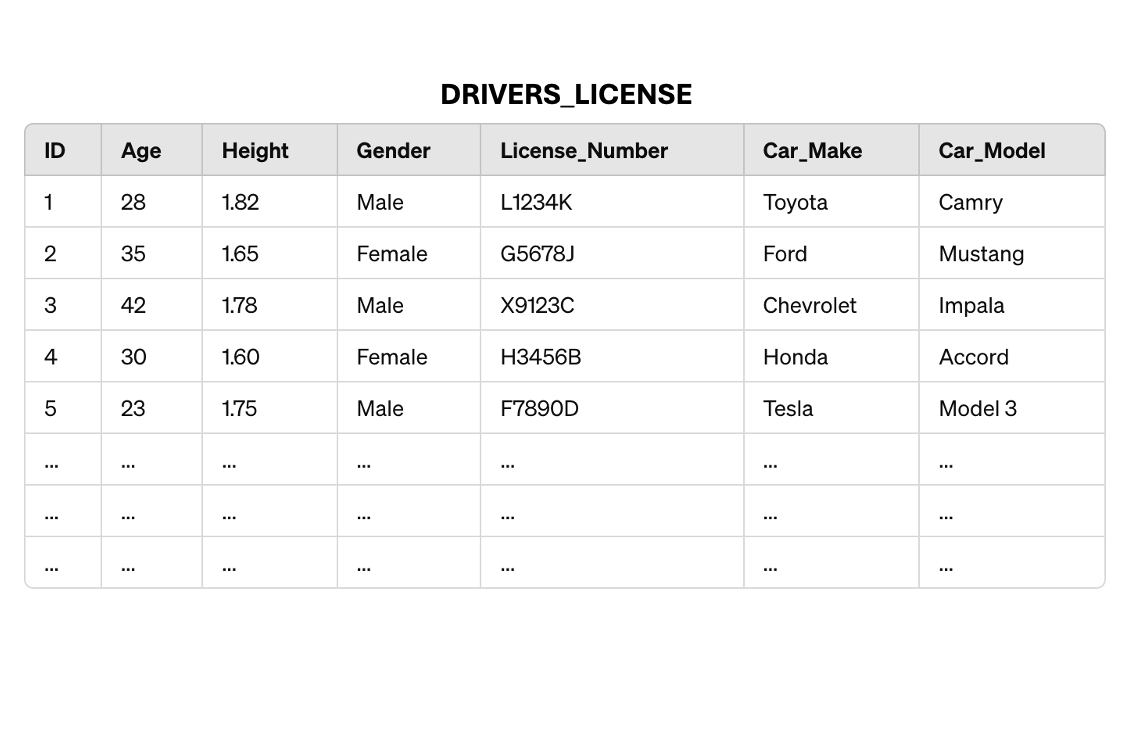 DRIVERS_LICENSE
ID Age Height Gender License_Number Car_Make Car_Model
1 28 1.82 Male L1234K Toyota Camry
2 35 1.65 Female G5678J Ford Mustang
3 42 1.78 Male X9123C Chevrolet Impala
4 30 1.60 Female H3456B Honda Accord
5 23 1.75 Male F7890D Tesla Model 3
... ... ... ... ... ... ...
... ... ... ... ... ... ...
... ... ... ... ... ... ...